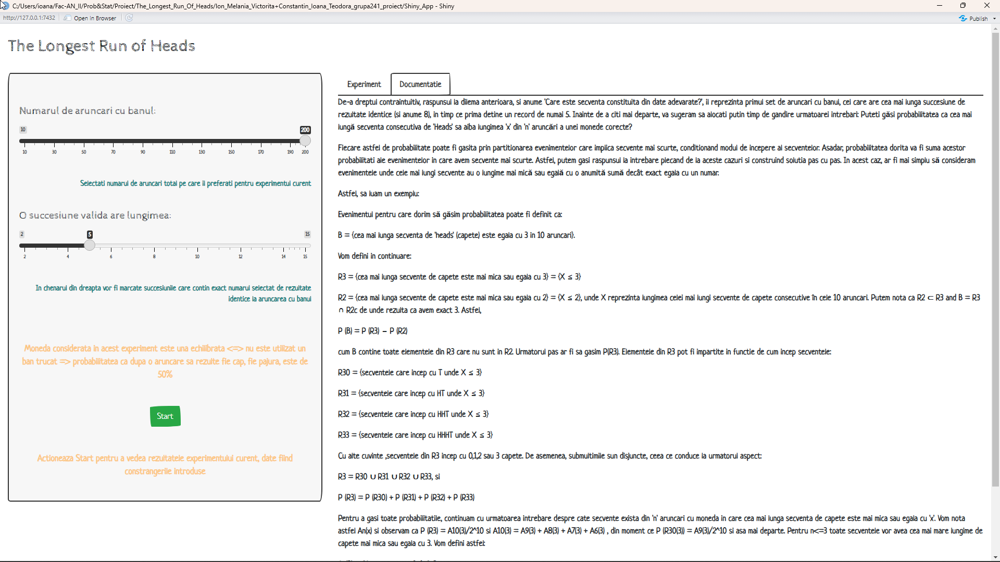 C:/Users/ioana/Fac-AN_II/Prob&Stat/Proiect/The_Longest_Run_Of_Heads/Ion_Melania_Victorita+Constantin_Ioana_Teodora_grupa241_proiect/Shiny_App - Shiny
http://127.0.0.1:7432 Open in Browser Publish
The Longest Run of Heads
Numarul de aruncari cu banul:
10 200
10 30 50 70 90 110 130 150 170 190 200
Selectati numarul de aruncari total pe care il preferati pentru experimentul curent
O succesiune valida are lungimea:
2 5 15
2 4 6 8 10 12 14 15
In chenarul din dreapta vor fi marcate succesiunile care contin exact numarul selectat de rezultate
identice la aruncarea cu banul
Moneda considerata in acest experiment este una echilibrata <=> nu este utilizat un
ban trucat => probabilitatea ca dupa o aruncare sa rezulte fie cap, fie pajura, este de
50%
Start
Actioneaza Start pentru a vedea rezultatele experimentului curent, date fiind
constrangerile introduse
Experiment Documentatie
De-a dreptul contraintuitiv, raspunsul la dilema anterioara, si anume 'Care este secventa constituita din date adevarate?', il reprezinta primul set de aruncari cu banul, cel care are cea mai lunga succesiune de
rezultate identice (si anume 8), in timp ce prima detine un record de numai 5. Inainte de a citi mai departe, va sugeram sa alocati putin timp de gandire urmatoarei intrebari: Puteti găsi probabilitatea ca cea mai
lungă secventa consecutiva de 'Heads' sa aiba lungimea 'x' din 'n' aruncări a unei monede corecte?
Fiecare astfel de probabilitate poate fi gasita prin partitionarea evenimentelor care implica secvente mai scurte, conditionand modul de incepere al secventelor. Asadar, probabilitatea dorita va fi suma acestor
probabilitati ale evenimentelor in care avem secvente mai scurte. Astfel, putem gasi raspunsul la intrebare plecand de la aceste cazuri si construind solutia pas cu pas. In acest caz, ar fi mai simplu să consideram
evenimentele unde cele mai lungi secvente au o lungime mai mică sau egală cu o anumită sumă decât exact egala cu un numar.
Astfel, sa luam un exemplu:
Evenimentul pentru care dorim să găsim probabilitatea poate fi definit ca:
B = {cea mai lunga secventa de 'heads' (capete) este egala cu 3 in 10 aruncari}.
Vom defini in continuare:
R3 = {cea mai lunga secvente de capete este mai mica sau egala cu 3} = {X ≤ 3}
R2 = {cea mai lunga secvente de capete este mai mica sau egala cu 2} = {X ≤ 2}, unde X reprezinta lungimea celei mai lungi secvente de capete consecutive în cele 10 aruncari. Putem nota ca R2 ⊂ R3 and B = R3
∩ R2c de unde rezulta ca avem exact 3. Astfel,
P (B) = P (R3) − P (R2)
cum B contine toate elementele din R3 care nu sunt in R2. Urmatorul pas ar fi sa gasim P(R3). Elementele din R3 pot fi impartite in functie de cum incep secventele:
R30 = {secventele care incep cu T unde X ≤ 3}
R31 = {secventele care incep cu HT unde X ≤ 3}
R32 = {secventele care incep cu HHT unde X ≤ 3}
R33 = {secventele care incep cu HHHT unde X ≤ 3}
Cu alte cuvinte ,secventele din R3 incep cu 0,1,2 sau 3 capete. De asemenea, submultimile sun disjuncte, ceea ce conduce la urmatorul aspect:
R3 = R30 ∪ R31 ∪ R32 ∪ R33, si
P (R3) = P (R30) + P (R31) + P (R32) + P (R33)
Pentru a gasi toate probabilitatile, continuam cu urmatoarea intrebare despre cate secvente exista din 'n' aruncari cu moneda in care cea mai lunga secventa de capete este mai mica sau egala cu 'x'. Vom nota
astfel An(x) si observam ca P (R3) = A10(3)/2^10 si A10(3) = A9(3) + A8(3) + A7(3) + A6(3) , din moment ce P (R30(3)) = A9(3)/2^10 si asa mai departe. Pentru n<=3 toate secventele vor avea cea mai mare lungime de
capete mai mica sau egala cu 3. Vom defini astfel: